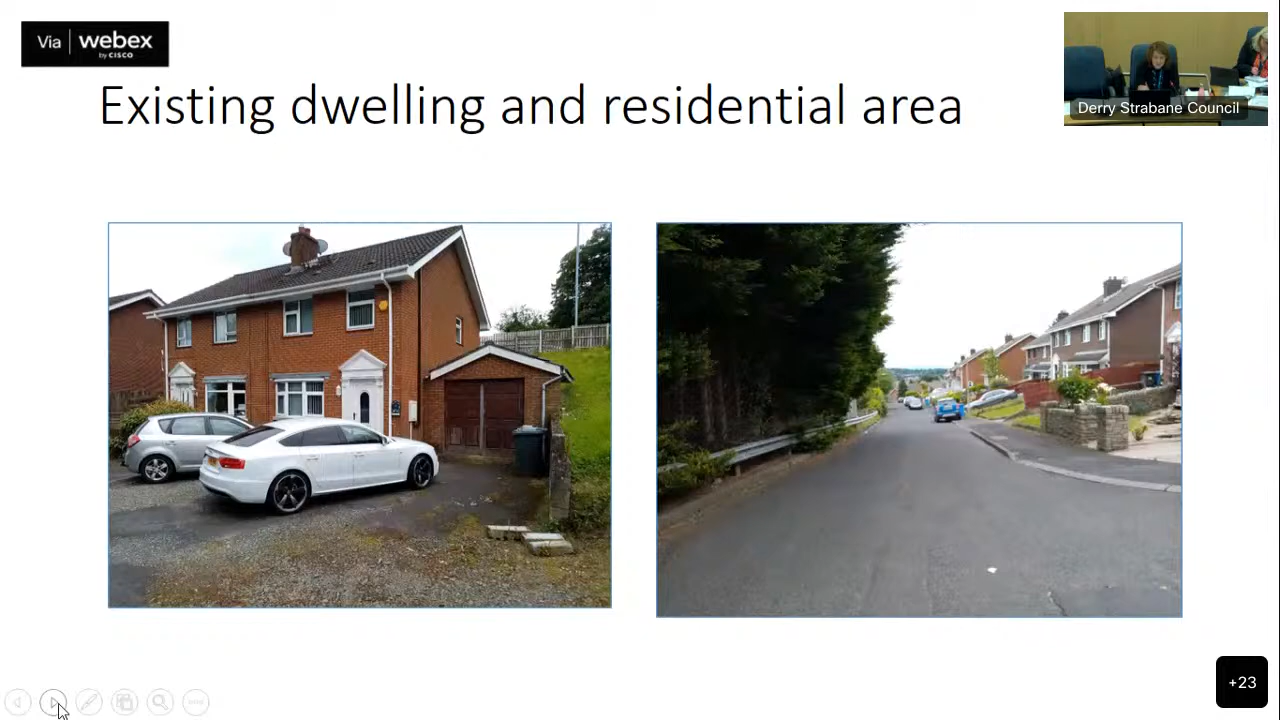 Via webex
by CISCO
Existing dwelling and residential area
Derry Strabane Council
+23